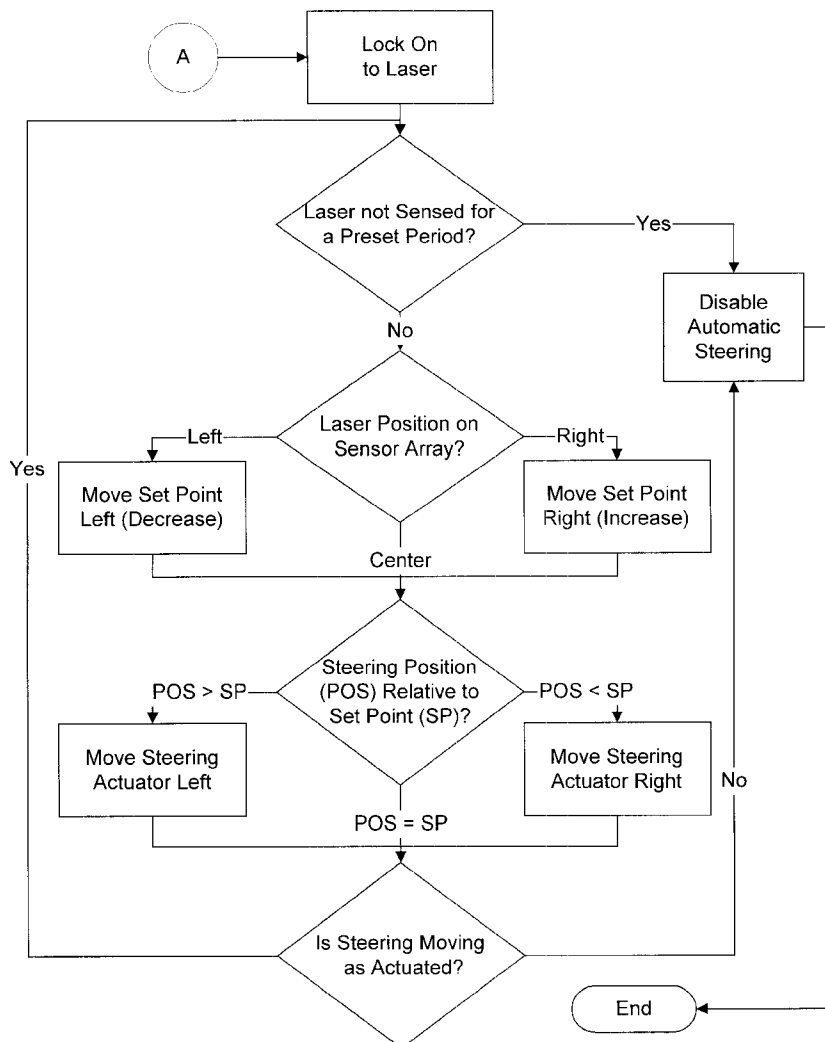 A
Lock On
to Laser
Laser not Sensed for
a Preset Period?
Yes
Disable
Automatic
Steering
No
Laser Position on
Sensor Array?
Left
Right
Yes
Move Set Point
Left (Decrease)
Move Set Point
Right (Increase)
Center
Steering Position
(POS) Relative to
Set Point (SP)?
POS > SP
POS < SP
Move Steering
Actuator Left
Move Steering
Actuator Right
No
POS = SP
Is Steering Moving
as Actuated?
End